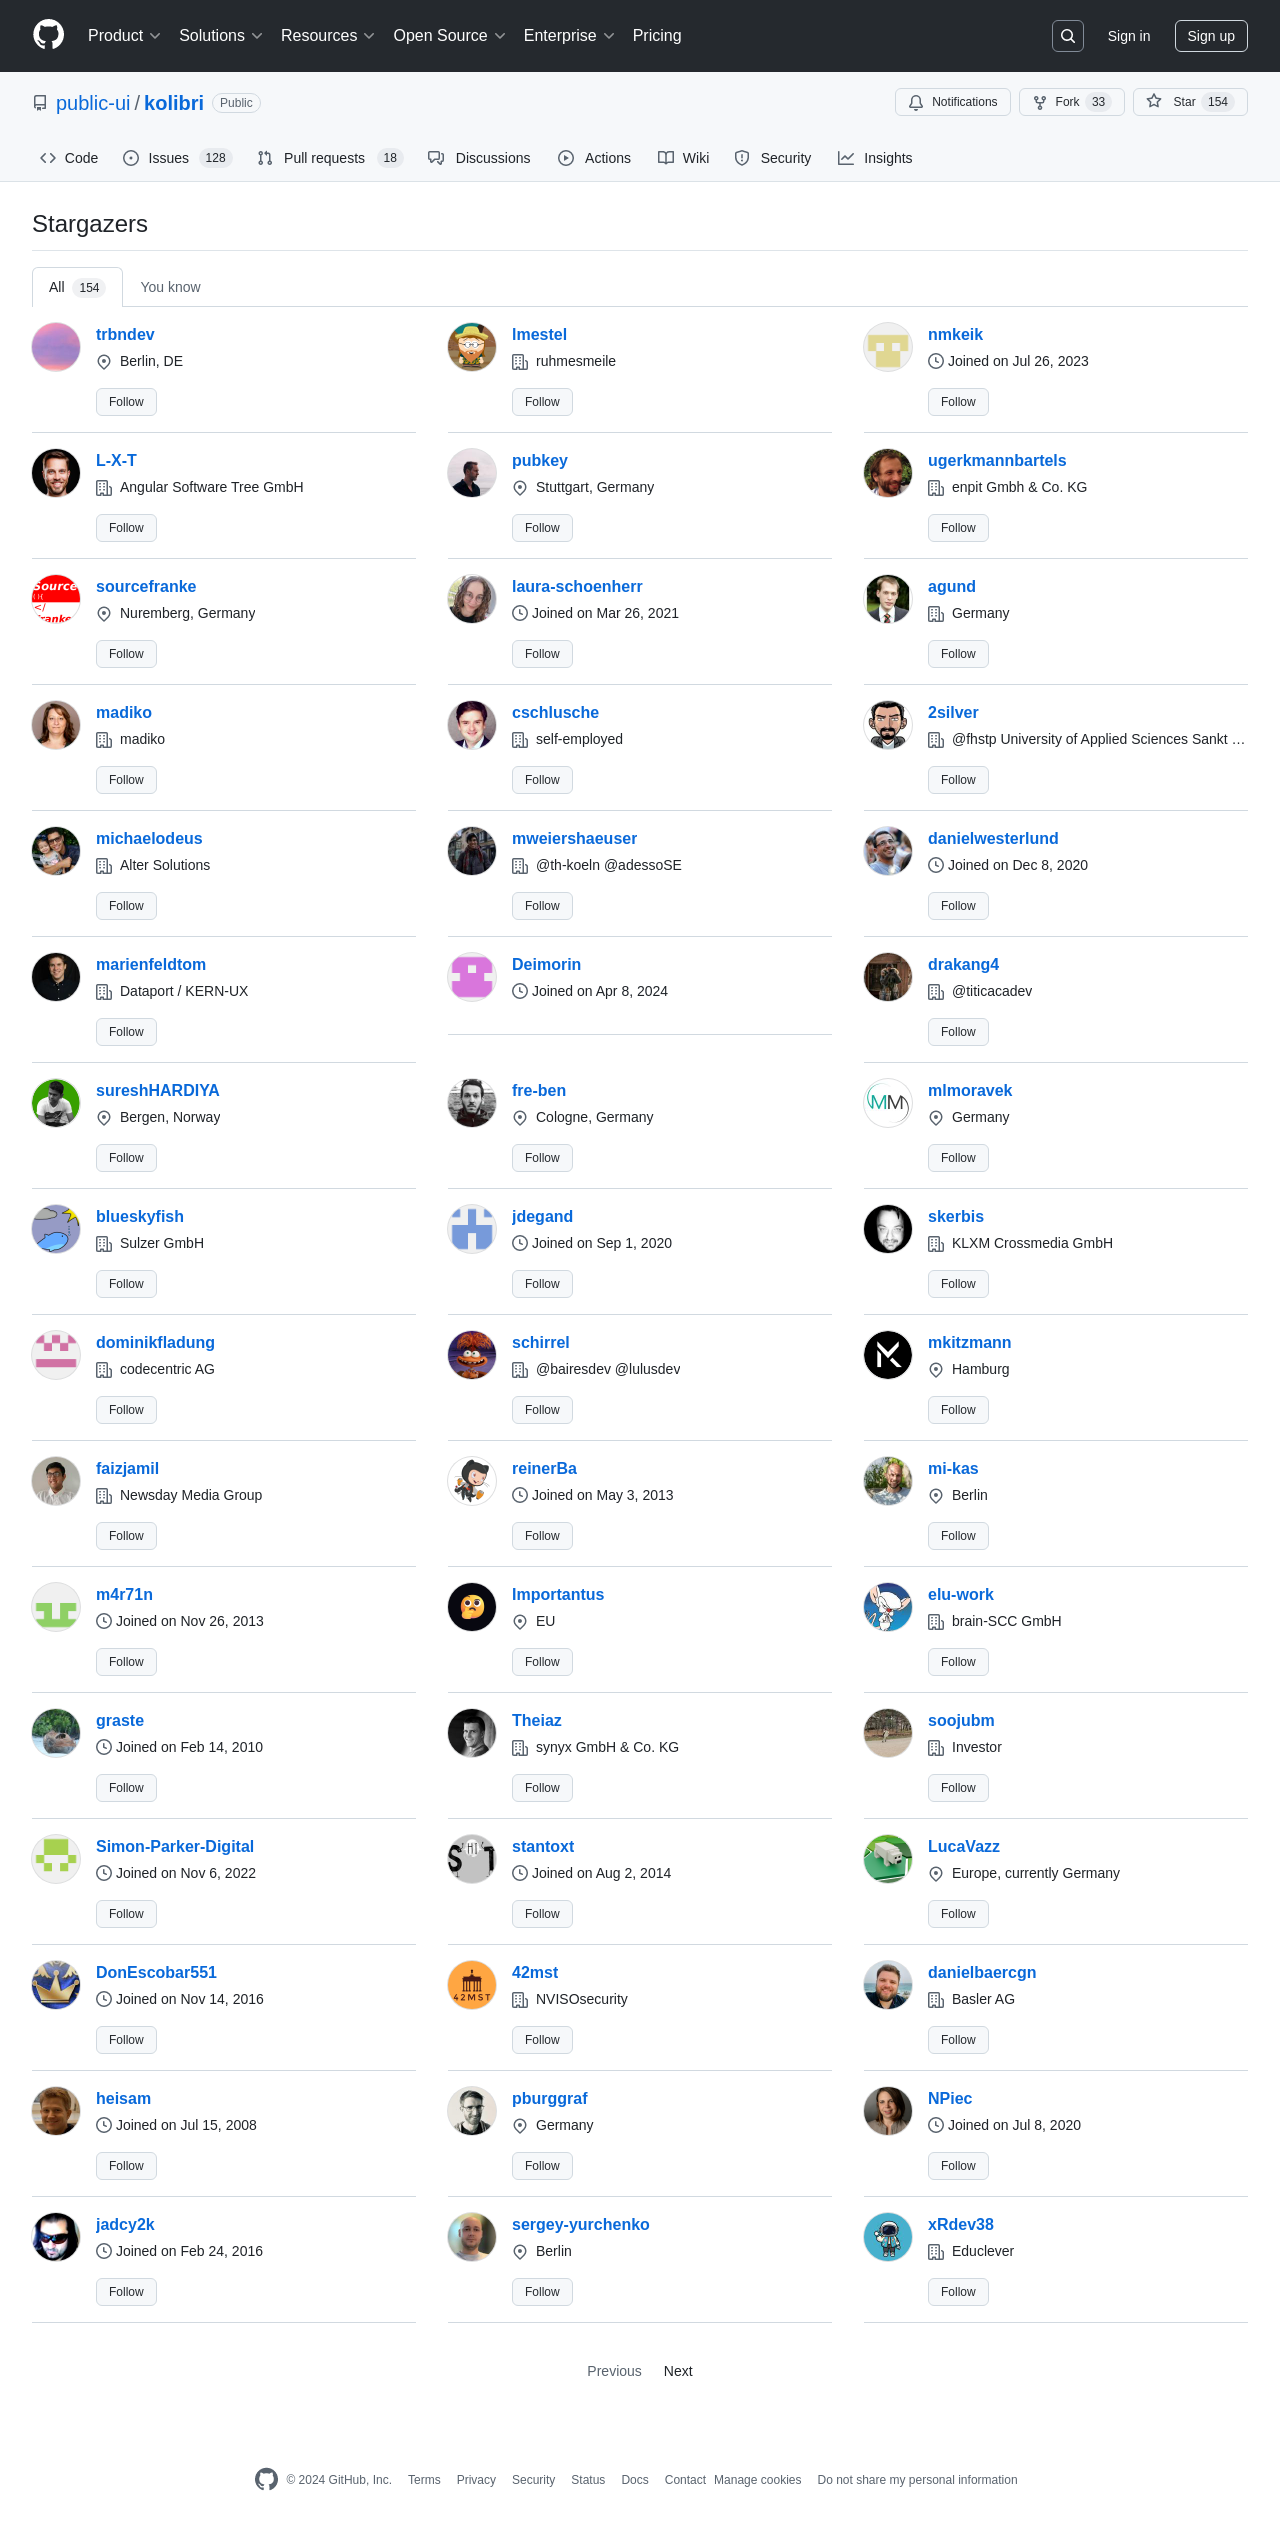 Product Solutions Resources Open Source Enterprise Pricing Sign in Sign up
public-ui / kolibri Public Notifications Fork 33 Star 154
Code Issues 128 Pull requests 18 Discussions Actions Wiki Security Insights
Stargazers
All 154 You know
trbndev
Berlin, DE
Follow
lmestel
ruhmesmeile
Follow
nmkeik
Joined on Jul 26, 2023
Follow
L-X-T
Angular Software Tree GmbH
Follow
pubkey
Stuttgart, Germany
Follow
ugerkmannbartels
enpit Gmbh & Co. KG
Follow
Source
</
franke
sourcefranke
Nuremberg, Germany
Follow
laura-schoenherr
Joined on Mar 26, 2021
Follow
agund
Germany
Follow
madiko
madiko
Follow
cschlusche
self-employed
Follow
2silver
@fhstp University of Applied Sciences Sankt …
Follow
michaelodeus
Alter Solutions
Follow
mweiershaeuser
@th-koeln @adessoSE
Follow
danielwesterlund
Joined on Dec 8, 2020
Follow
marienfeldtom
Dataport / KERN-UX
Follow
Deimorin
Joined on Apr 8, 2024
drakang4
@titicacadev
Follow
sureshHARDIYA
Bergen, Norway
Follow
fre-ben
Cologne, Germany
Follow
MM
mlmoravek
Germany
Follow
blueskyfish
Sulzer GmbH
Follow
jdegand
Joined on Sep 1, 2020
Follow
skerbis
KLXM Crossmedia GmbH
Follow
dominikfladung
codecentric AG
Follow
schirrel
@bairesdev @lulusdev
Follow
mkitzmann
Hamburg
Follow
faizjamil
Newsday Media Group
Follow
reinerBa
Joined on May 3, 2013
Follow
mi-kas
Berlin
Follow
m4r71n
Joined on Nov 26, 2013
Follow
Importantus
EU
Follow
elu-work
brain-SCC GmbH
Follow
graste
Joined on Feb 14, 2010
Follow
Theiaz
synyx GmbH & Co. KG
Follow
soojubm
Investor
Follow
Simon-Parker-Digital
Joined on Nov 6, 2022
Follow
HI
ST
stantoxt
Joined on Aug 2, 2014
Follow
LucaVazz
Europe, currently Germany
Follow
DonEscobar551
Joined on Nov 14, 2016
Follow
42MST
42mst
NVISOsecurity
Follow
danielbaercgn
Basler AG
Follow
heisam
Joined on Jul 15, 2008
Follow
pburggraf
Germany
Follow
NPiec
Joined on Jul 8, 2020
Follow
jadcy2k
Joined on Feb 24, 2016
Follow
sergey-yurchenko
Berlin
Follow
xRdev38
Educlever
Follow
Previous Next
© 2024 GitHub, Inc. Terms Privacy Security Status Docs Contact Manage cookies Do not share my personal information